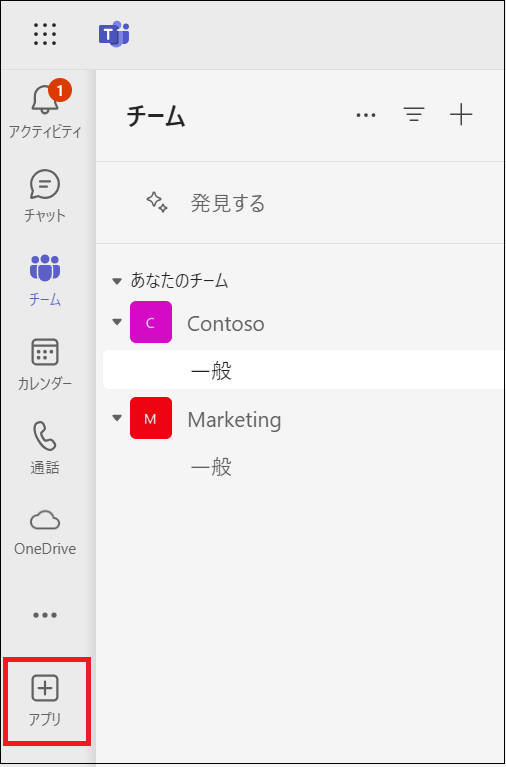 T
1
アクティビティ
チャット
チーム
カレンダー
通話
OneDrive
アプリ
チーム
発見する
あなたのチーム
C Contoso
一般
M Marketing
一般